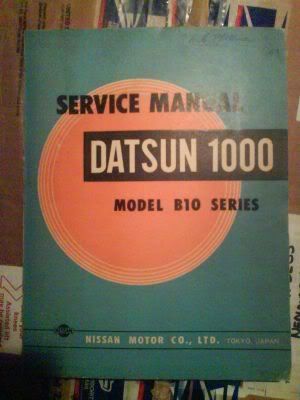 SERVICE MANUAL
DATSUN 1000
MODEL B10 SERIES
NISSAN MOTOR CO., LTD. TOKYO, JAPAN